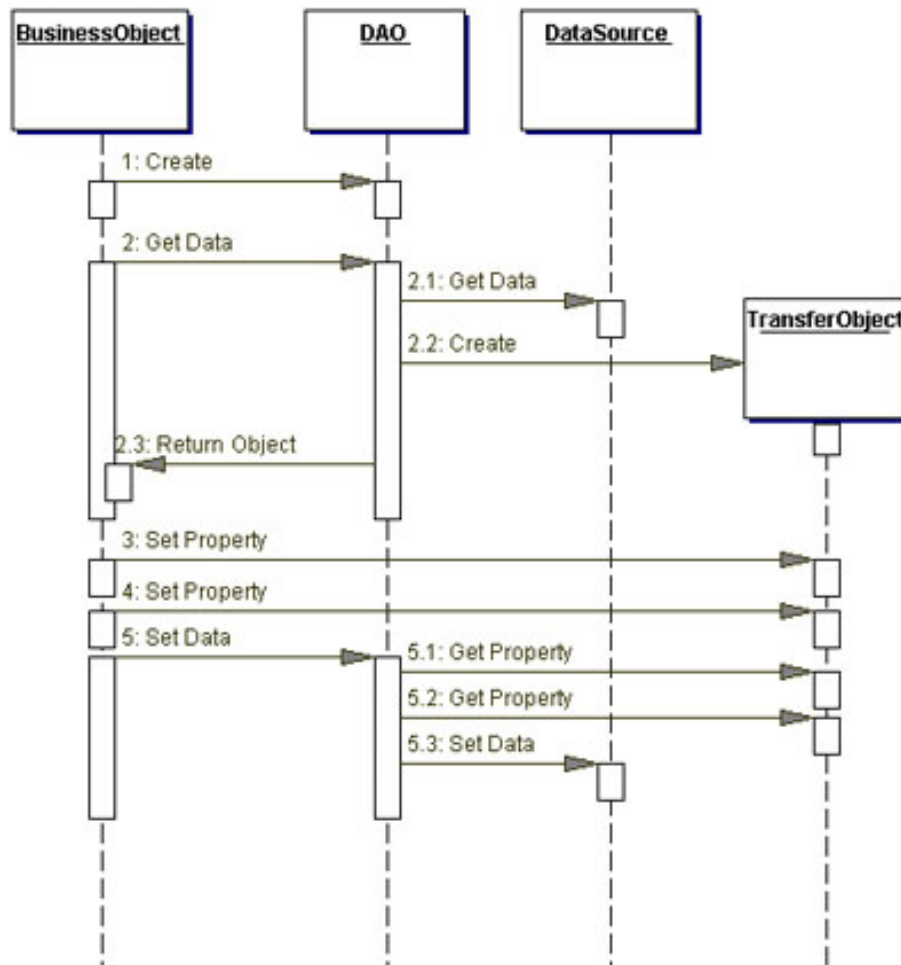 BusinessObject
DAO
DataSource
1: Create
2: Get Data
2.1: Get Data
TransferObject
2.2: Create
2.3: Return Object
3: Set Property
4: Set Property
5: Set Data
5.1: Get Property
5.2: Get Property
5.3: Set Data